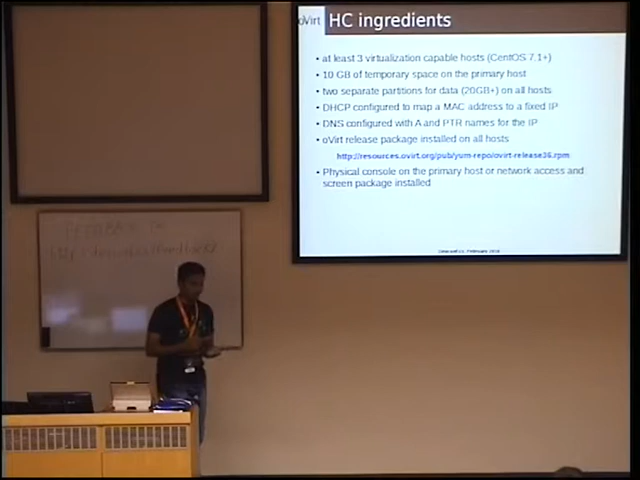 oVirt
HC ingredients
• at least 3 virtualization capable hosts (CentOS 7.1+)
• 10 GB of temporary space on the primary host
• two separate partitions for data (20GB+) on all hosts
• DHCP configured to map a MAC address to a fixed IP
• DNS configured with A and PTR names for the IP
• oVirt release package installed on all hosts
http://resources.ovirt.org/pub/yum-repo/ovirt-release36.rpm
• Physical console on the primary host or network access and
screen package installed